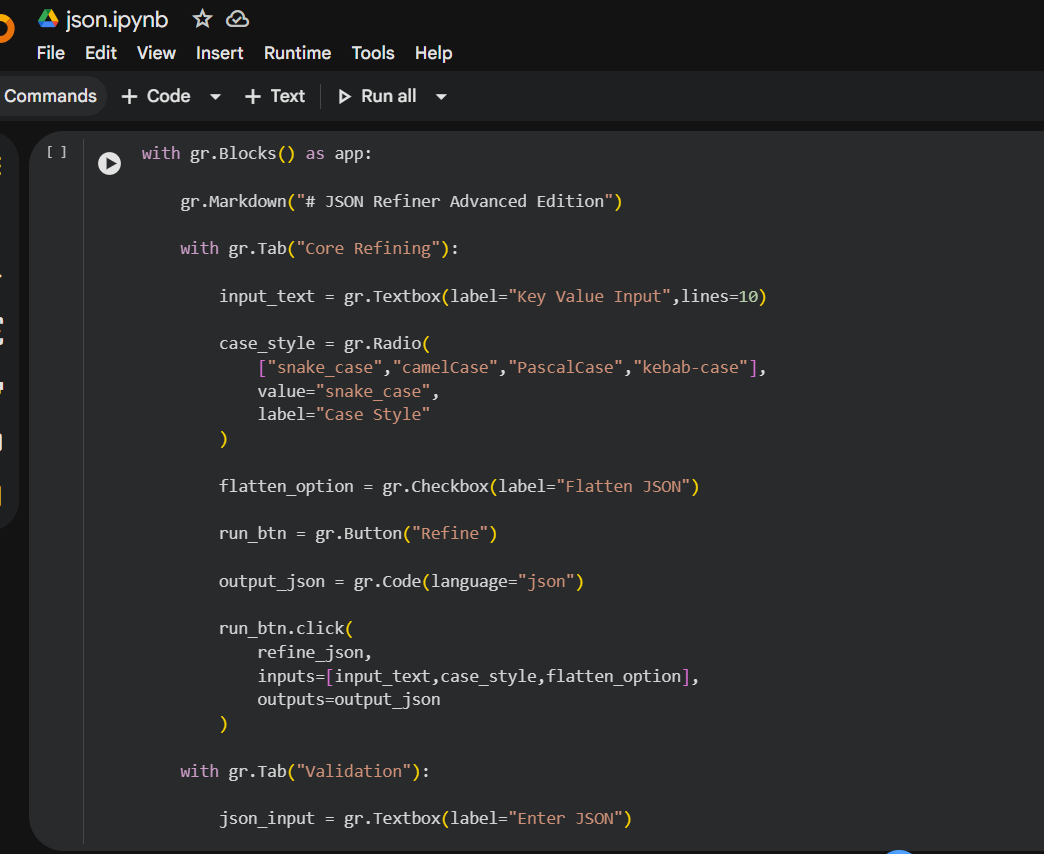 json.ipynb
File Edit View Insert Runtime Tools Help
Commands + Code + Text Run all
[ ]
with gr.Blocks() as app:
gr.Markdown("# JSON Refiner Advanced Edition")
with gr.Tab("Core Refining"):
input_text = gr.Textbox(label="Key Value Input",lines=10)
case_style = gr.Radio(
["snake_case","camelCase","PascalCase","kebab-case"],
value="snake_case",
label="Case Style"
)
flatten_option = gr.Checkbox(label="Flatten JSON")
run_btn = gr.Button("Refine")
output_json = gr.Code(language="json")
run_btn.click(
refine_json,
inputs=[input_text,case_style,flatten_option],
outputs=output_json
)
with gr.Tab("Validation"):
json_input = gr.Textbox(label="Enter JSON")